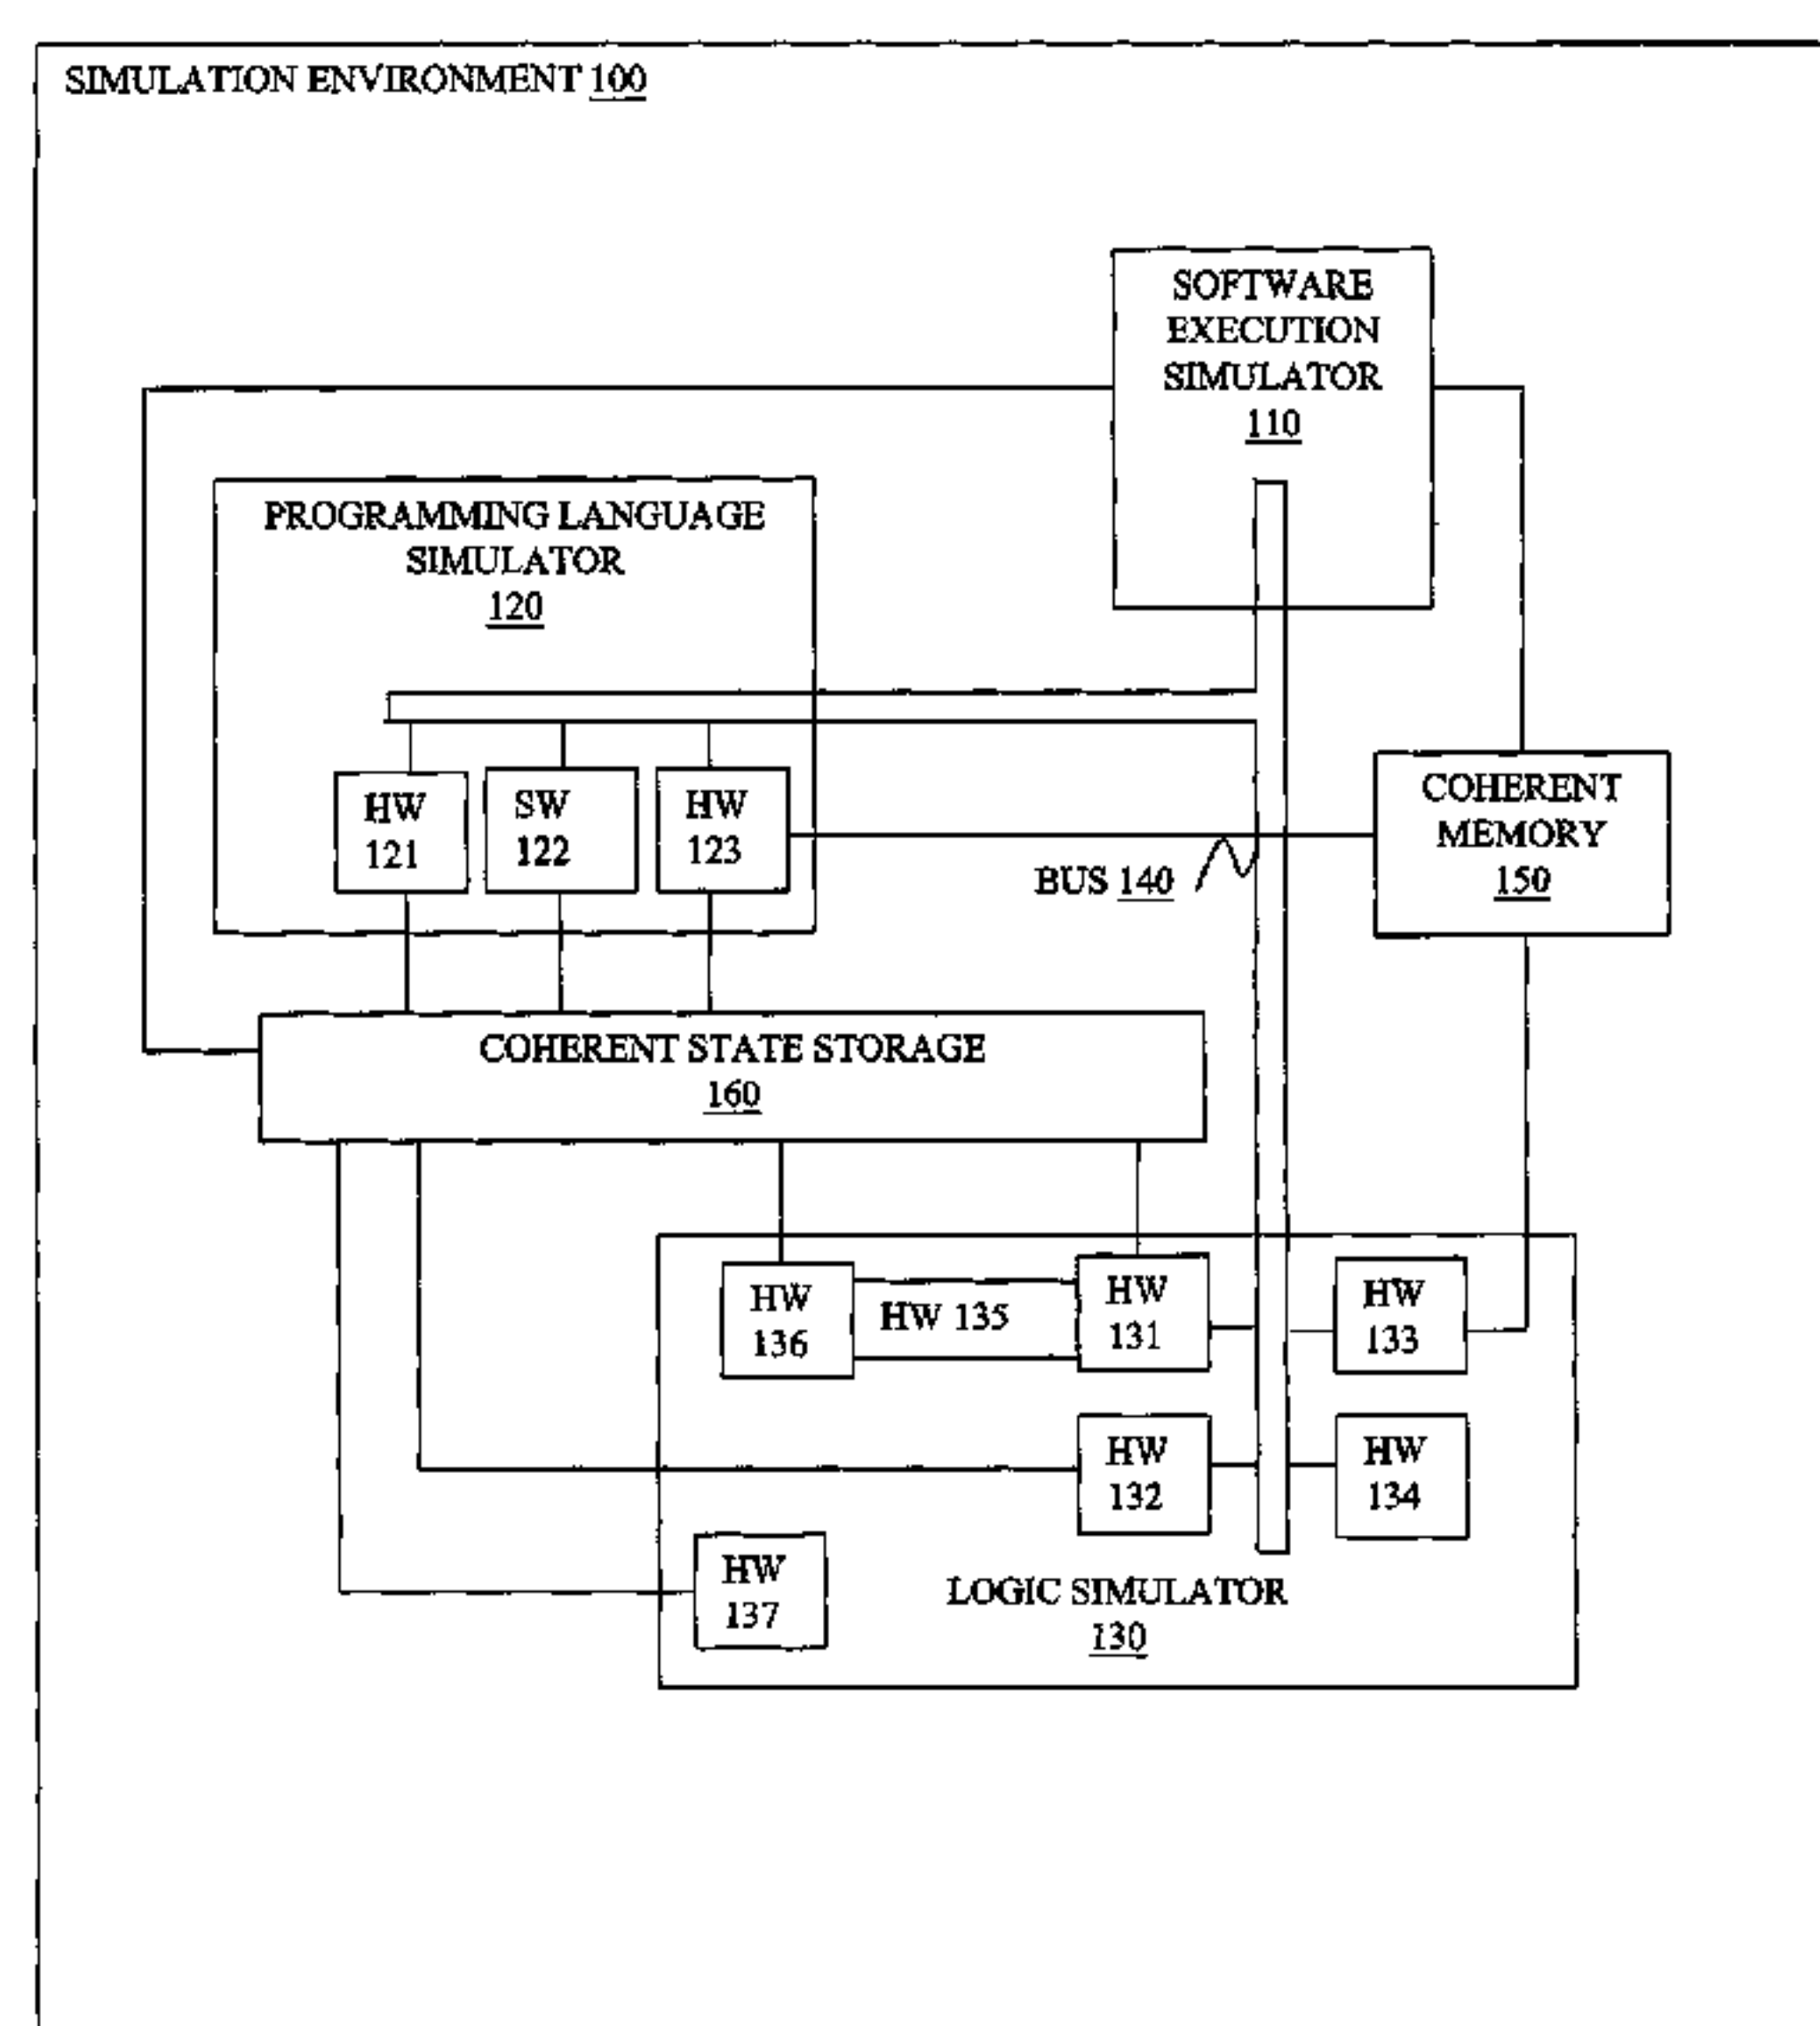 SIMULATION ENVIRONMENT 100
SOFTWARE
EXECUTION
SIMULATOR
110
PROGRAMMING LANGUAGE
SIMULATOR
120
HW
121
SW
122
HW
123
BUS 140
COHERENT
MEMORY
150
COHERENT STATE STORAGE
160
HW
136
HW 135
HW
131
HW
133
HW
132
HW
134
HW
137
LOGIC SIMULATOR
130